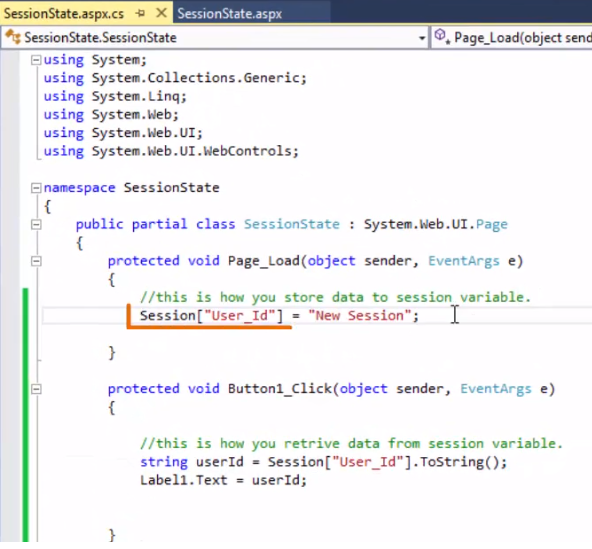 SessionState.aspx.cs SessionState.aspx
SessionState.SessionState Page_Load(object send
using System;
using System.Collections.Generic;
using System.Linq;
using System.Web;
using System.Web.UI;
using System.Web.UI.WebControls;
namespace SessionState
{
public partial class SessionState : System.Web.UI.Page
{
protected void Page_Load(object sender, EventArgs e)
{
//this is how you store data to session variable.
Session["User_Id"] = "New Session";
}
protected void Button1_Click(object sender, EventArgs e)
{
//this is how you retrive data from session variable.
string userId = Session["User_Id"].ToString();
Label1.Text = userId;
}